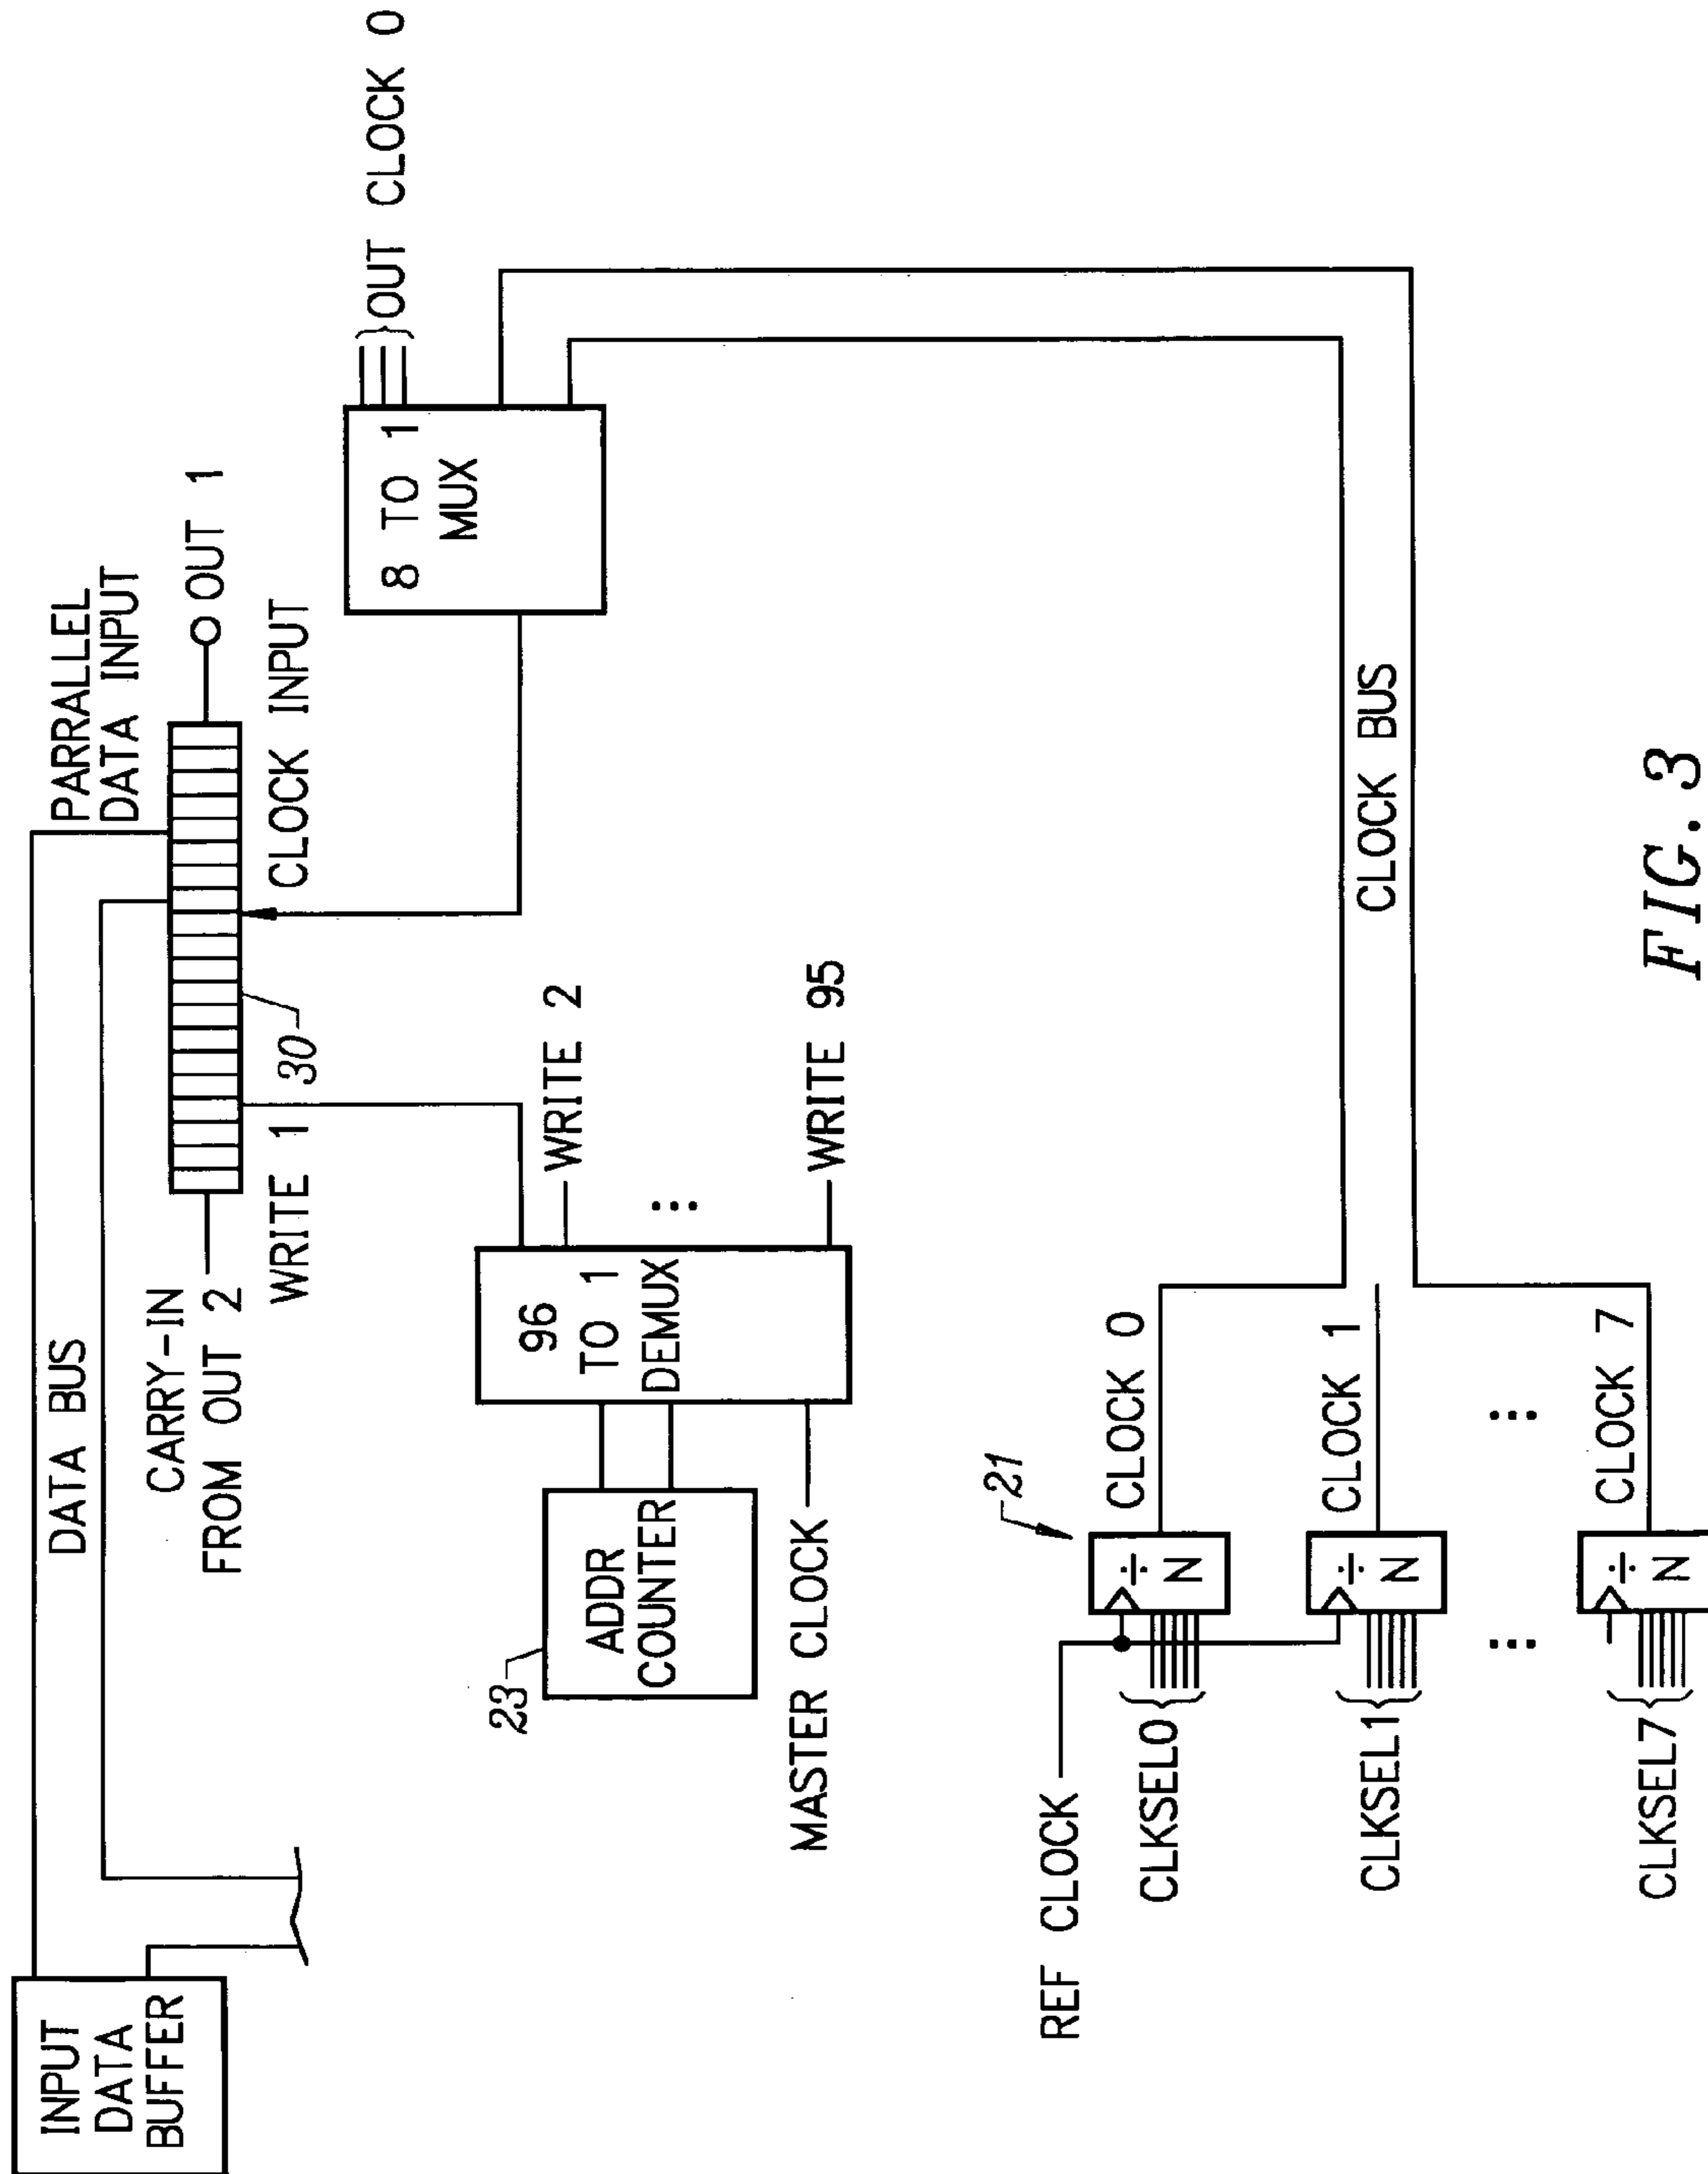 INPUT
DATA
BUFFER
DATA BUS
PARRALLEL
DATA INPUT
CARRY-IN
FROM OUT 2
OUT 1
WRITE 1
30
CLOCK INPUT
8 TO 1
MUX
OUT CLOCK 0
23
ADDR
COUNTER
96
TO 1
DEMUX
WRITE 2
WRITE 95
MASTER CLOCK
21
REF CLOCK
CLKSEL0
÷
N
CLOCK 0
CLKSEL1
÷
N
CLOCK 1
CLKSEL7
÷
N
CLOCK 7
CLOCK BUS
FIG. 3